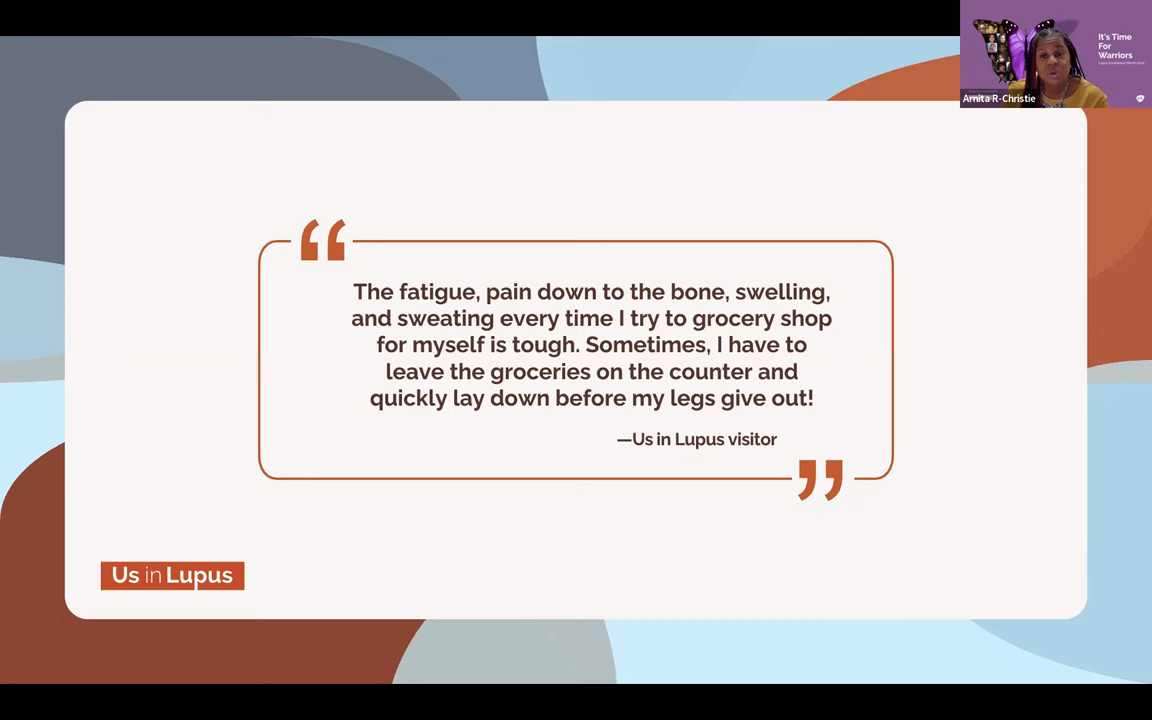 It's Time
For
Warriors
Arnita R-Christie
“
The fatigue, pain down to the bone, swelling,
and sweating every time I try to grocery shop
for myself is tough. Sometimes, I have to
leave the groceries on the counter and
quickly lay down before my legs give out!
—Us in Lupus visitor
”
Us in Lupus